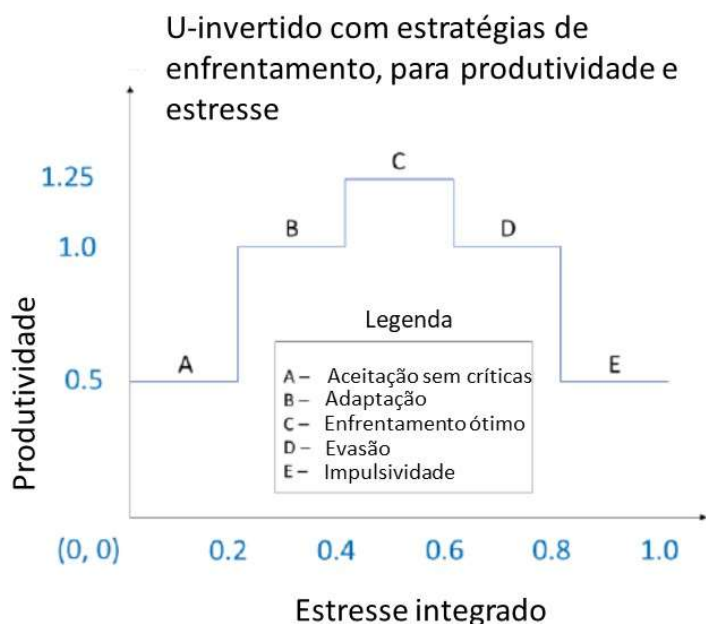 U-invertido com estratégias de
enfrentamento, para produtividade e
estresse
C
1.25
B
D
1.0
Legenda
A
E
0.5
A – Aceitação sem críticas
B – Adaptação
C – Enfrentamento ótimo
D – Evasão
E – Impulsividade
Produtividade
(0, 0) 0.2 0.4 0.6 0.8 1.0
Estresse integrado